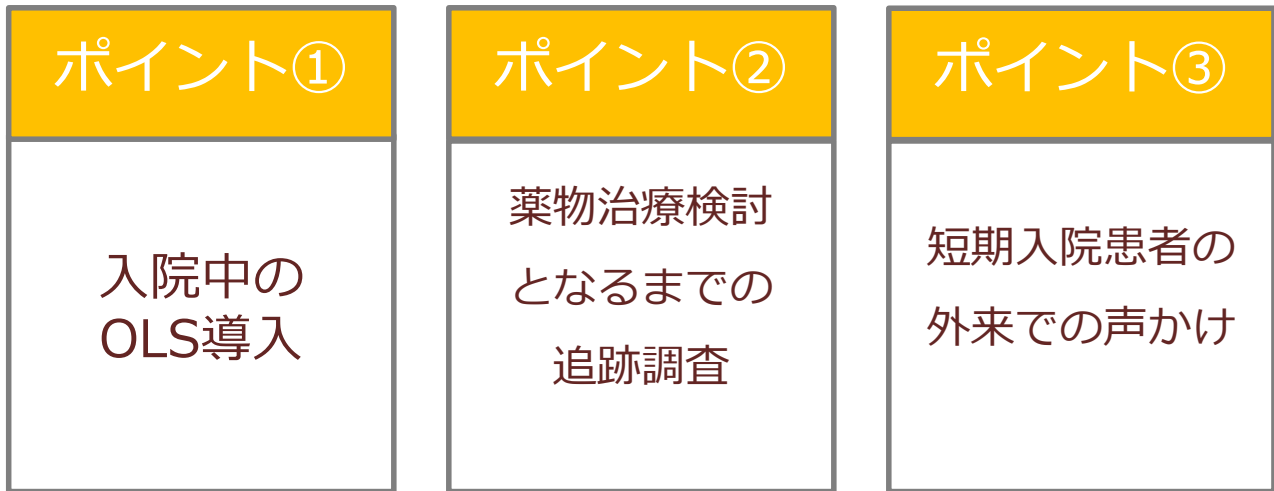 ポイント①
入院中の
OLS導入
ポイント②
薬物治療検討
となるまでの
追跡調査
ポイント③
短期入院患者の
外来での声かけ